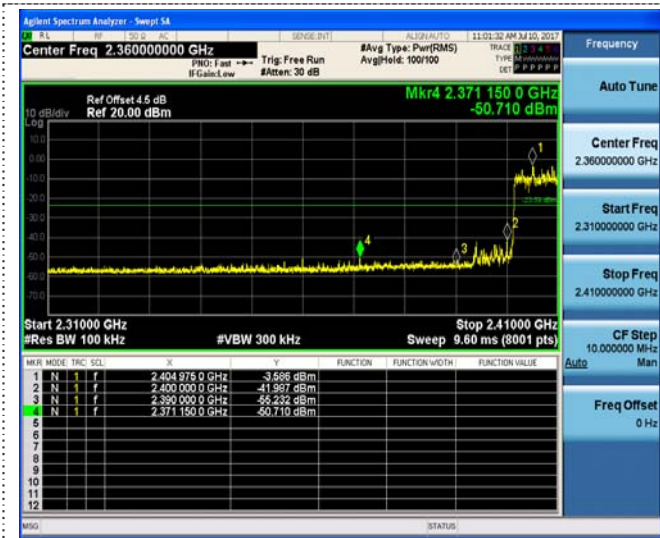 Agilent Spectrum Analyzer - Swept SA
RL RF 50 Ω AC SENSE:INT ALIGNAUTO 11:01:32 AM Jul 10, 2017
Center Freq 2.360000000 GHz
PNO: Fast
IFGain:Low
Trig: Free Run
#Atten: 30 dB
#Avg Type: Pwr(RMS)
Avg|Hold: 100/100
TRACE 1 2 3 4 5 6
TYPE
DET P P P P P P
Frequency
Auto Tune
Center Freq
2.360000000 GHz
Start Freq
2.310000000 GHz
Stop Freq
2.410000000 GHz
CF Step
10.000000 MHz
Auto Man
Freq Offset
0 Hz
Mkr4 2.371 150 0 GHz
-50.710 dBm
Ref Offset 4.5 dB
10 dB/div Ref 20.00 dBm
Log
10.0
0.00
-10.0
-20.0
-30.0
-40.0
-50.0
-60.0
-70.0
1
2
3
4
-23.59 dBm
Start 2.31000 GHz Stop 2.41000 GHz
#Res BW 100 kHz #VBW 300 kHz Sweep 9.60 ms (8001 pts)
MKR MODE TRC SCL X Y FUNCTION FUNCTION WIDTH FUNCTION VALUE
1 N 1 f 2.404 975 0 GHz -3.586 dBm
2 N 1 f 2.400 000 0 GHz -41.987 dBm
3 N 1 f 2.390 000 0 GHz -55.232 dBm
4 N 1 f 2.371 150 0 GHz -50.710 dBm
5
6
7
8
9
10
11
12
MSG STATUS